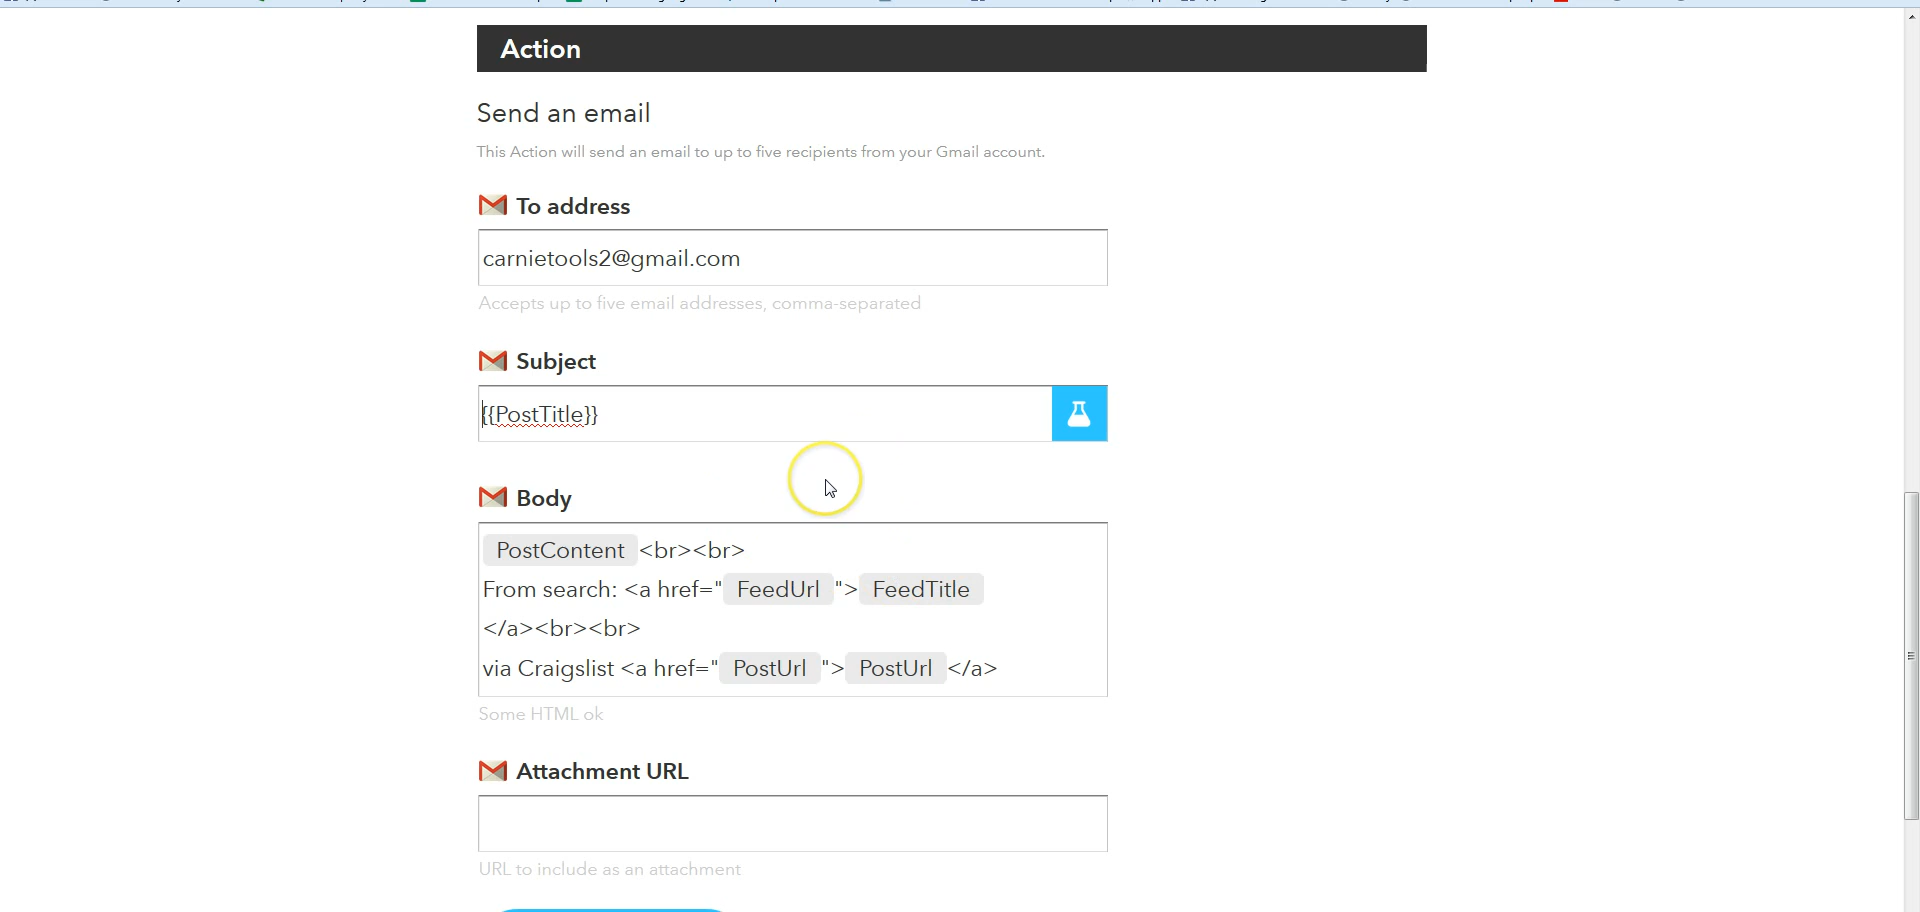 Action
Send an email
This Action will send an email to up to five recipients from your Gmail account.
To address
carnietools2@gmail.com
Accepts up to five email addresses, comma-separated
Subject
{{PostTitle}}
Body
PostContent <br><br>
From search: <a href=" FeedUrl "> FeedTitle
</a><br><br>
via Craigslist <a href=" PostUrl "> PostUrl </a>
Some HTML ok
Attachment URL
URL to include as an attachment